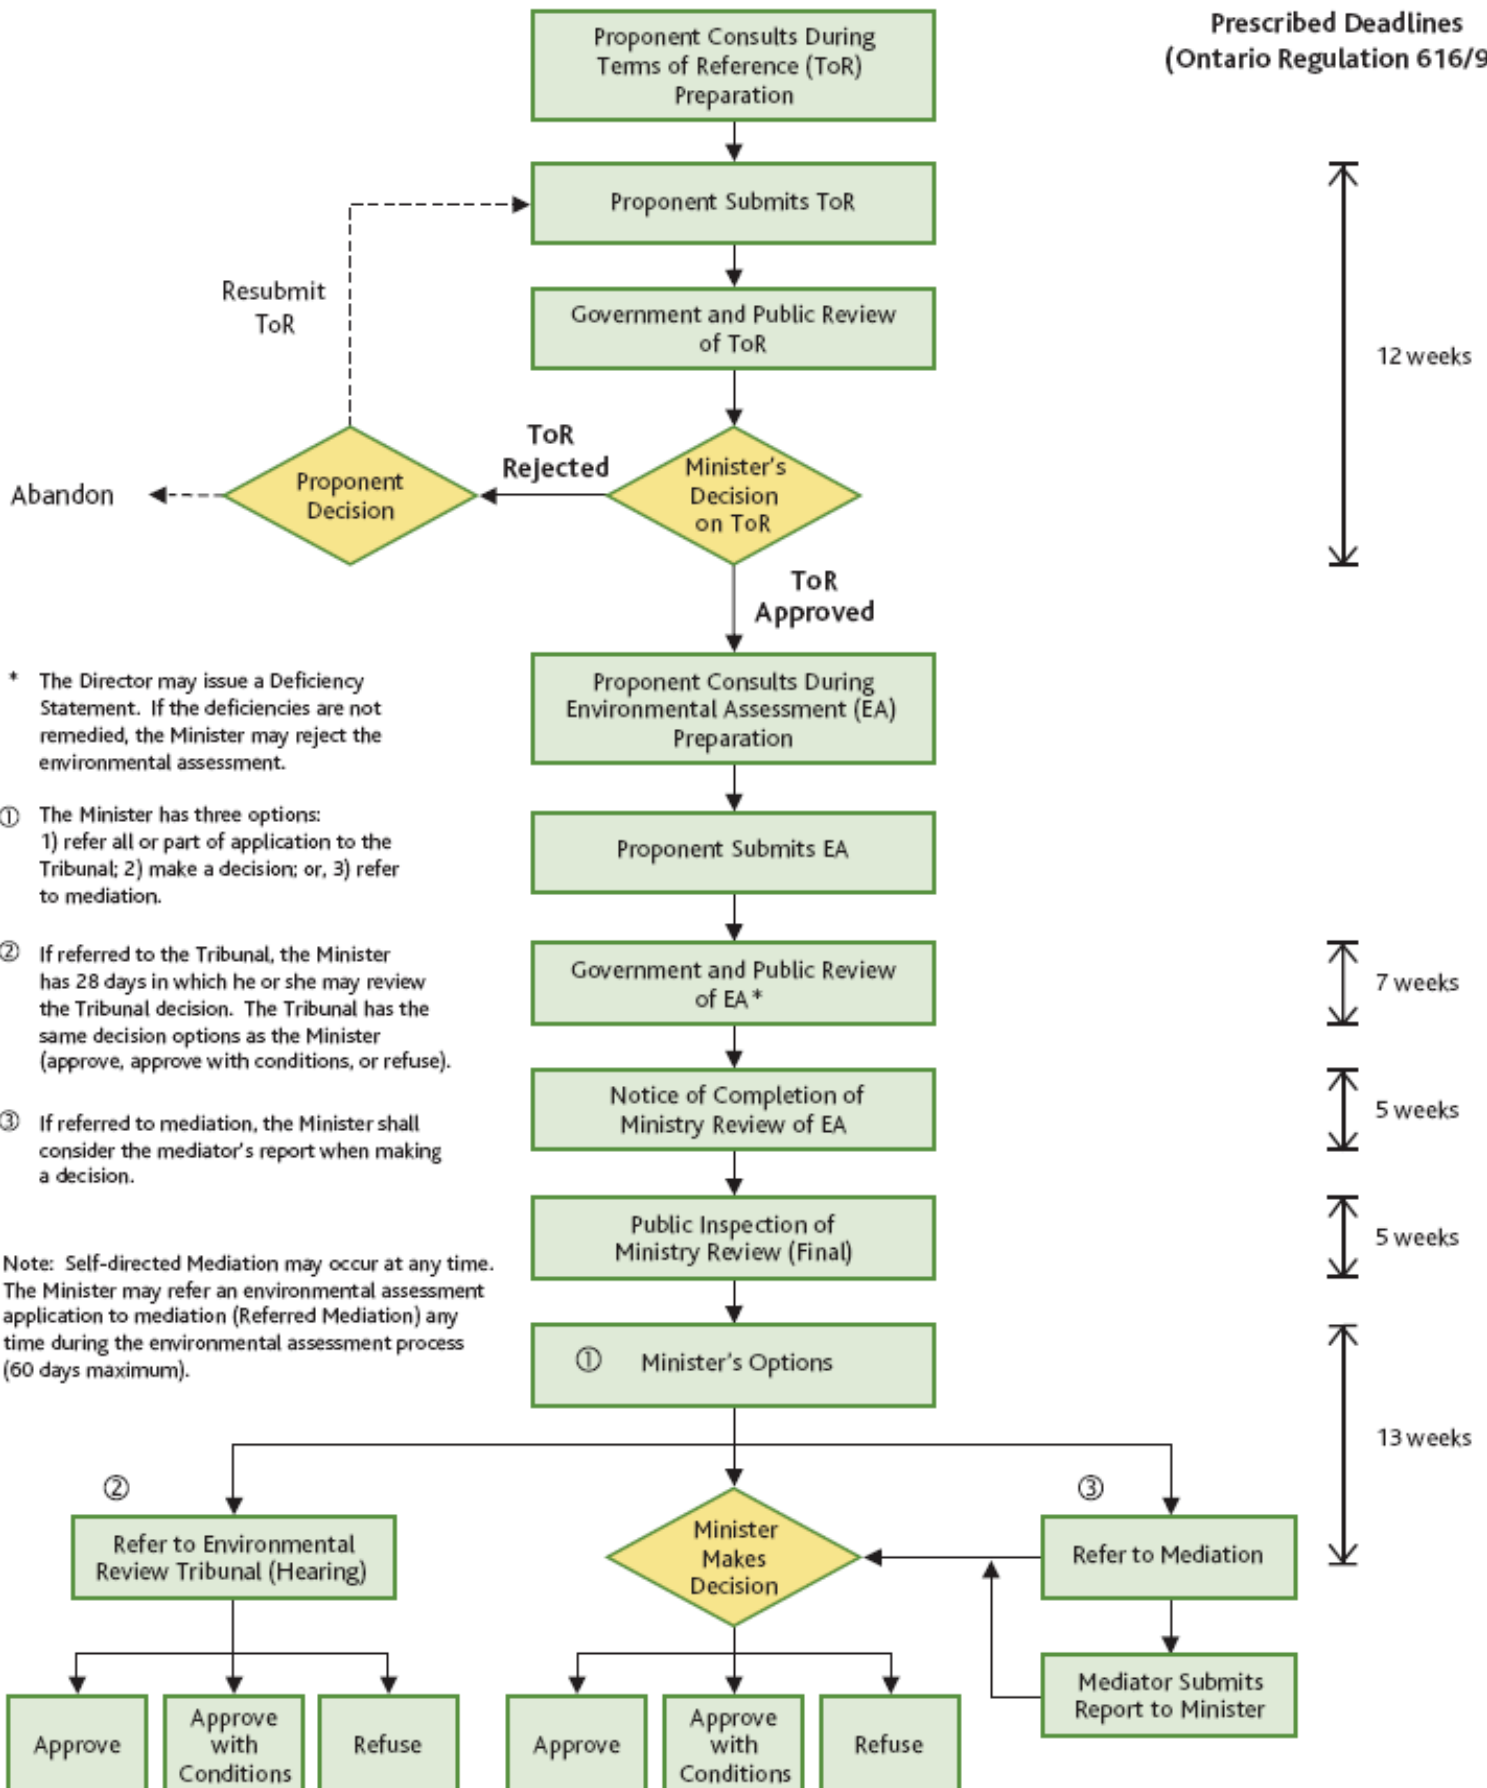 Prescribed Deadlines
(Ontario Regulation 616/9
Proponent Consults During
Terms of Reference (ToR)
Preparation
Proponent Submits ToR
Resubmit
ToR
Government and Public Review
of ToR
12 weeks
Minister's
Decision
on ToR
ToR
Rejected
Proponent
Decision
Abandon
ToR
Approved
Proponent Consults During
Environmental Assessment (EA)
Preparation
Proponent Submits EA
Government and Public Review
of EA*
7 weeks
Notice of Completion of
Ministry Review of EA
5 weeks
Public Inspection of
Ministry Review (Final)
5 weeks
① Minister's Options
13 weeks
* The Director may issue a Deficiency
Statement. If the deficiencies are not
remedied, the Minister may reject the
environmental assessment.
① The Minister has three options:
1) refer all or part of application to the
Tribunal; 2) make a decision; or, 3) refer
to mediation.
② If referred to the Tribunal, the Minister
has 28 days in which he or she may review
the Tribunal decision. The Tribunal has the
same decision options as the Minister
(approve, approve with conditions, or refuse).
③ If referred to mediation, the Minister shall
consider the mediator's report when making
a decision.
Note: Self-directed Mediation may occur at any time.
The Minister may refer an environmental assessment
application to mediation (Referred Mediation) any
time during the environmental assessment process
(60 days maximum).
②
Refer to Environmental
Review Tribunal (Hearing)
Minister
Makes
Decision
③
Refer to Mediation
Mediator Submits
Report to Minister
Approve
Approve
with
Conditions
Refuse
Approve
Approve
with
Conditions
Refuse